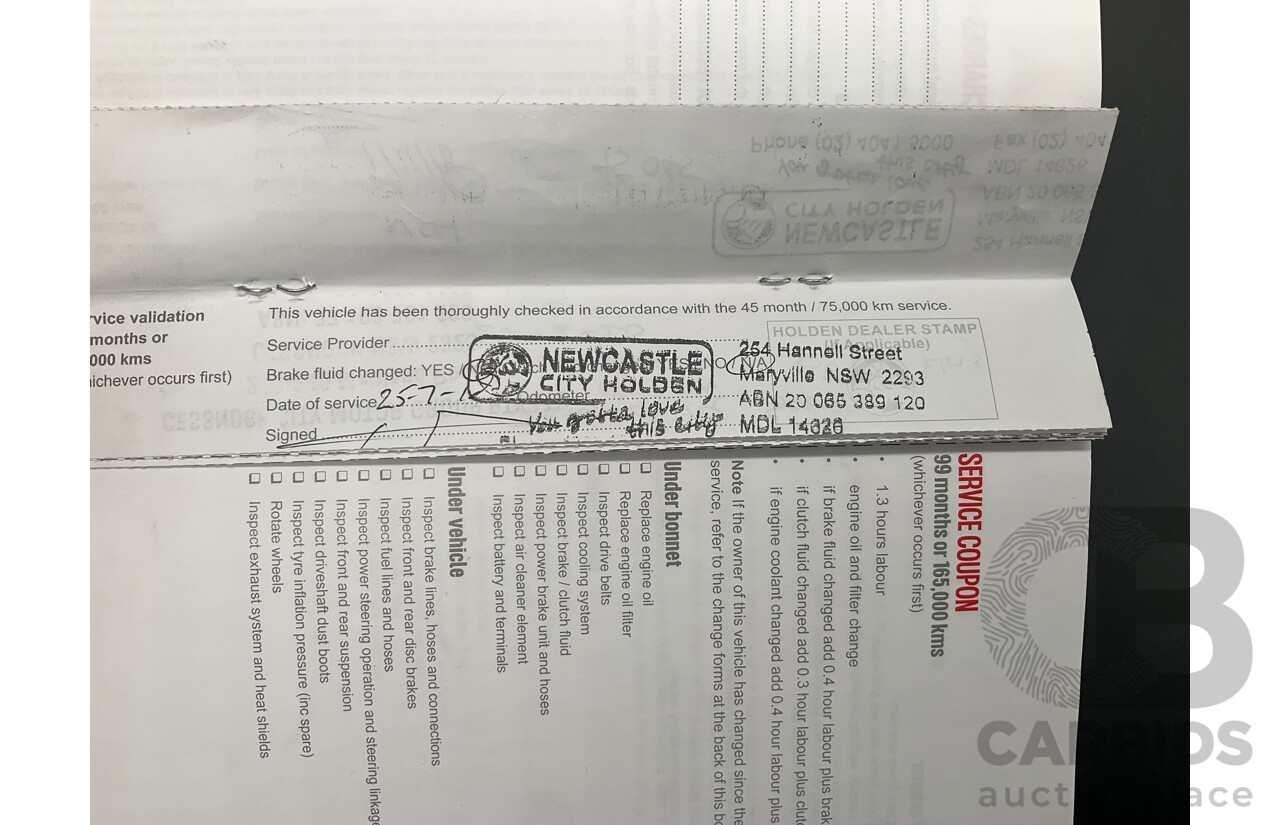 rvice validation
months or
000 kms
ichever occurs first)
This vehicle has been thoroughly checked in accordance with the 45 month / 75,000 km service.
Service Provider
HOLDEN DEALER STAMP
(If Applicable)
Brake fluid changed: YES / NO N/A
NEWCASTLE
CITY HOLDEN
You gotta love
this city
254 Hannell Street
Maryville NSW 2293
ABN 20 065 389 120
MDL 14626
Date of service 25-7-
Odometer
Signed
SERVICE COUPON
99 months or 165,000 kms
(whichever occurs first)
• 1.3 hours labour
• engine oil and filter change
• if brake fluid changed add 0.4 hour labour plus brak
• if clutch fluid changed add 0.3 hour labour plus clut
• if engine coolant changed add 0.4 hour labour plus
Note If the owner of this vehicle has changed since the
service, refer to the change forms at the back of this bo
Under bonnet
❑ Replace engine oil
❑ Replace engine oil filter
❑ Inspect drive belts
❑ Inspect cooling system
❑ Inspect brake / clutch fluid
❑ Inspect power brake unit and hoses
❑ Inspect air cleaner element
❑ Inspect battery and terminals
Under vehicle
❑ Inspect brake lines, hoses and connections
❑ Inspect front and rear disc brakes
❑ Inspect fuel lines and hoses
❑ Inspect power steering operation and steering linkage
❑ Inspect front and rear suspension
❑ Inspect driveshaft dust boots
❑ Inspect tyre inflation pressure (inc spare)
❑ Rotate wheels
❑ Inspect exhaust system and heat shields
CARBIDS